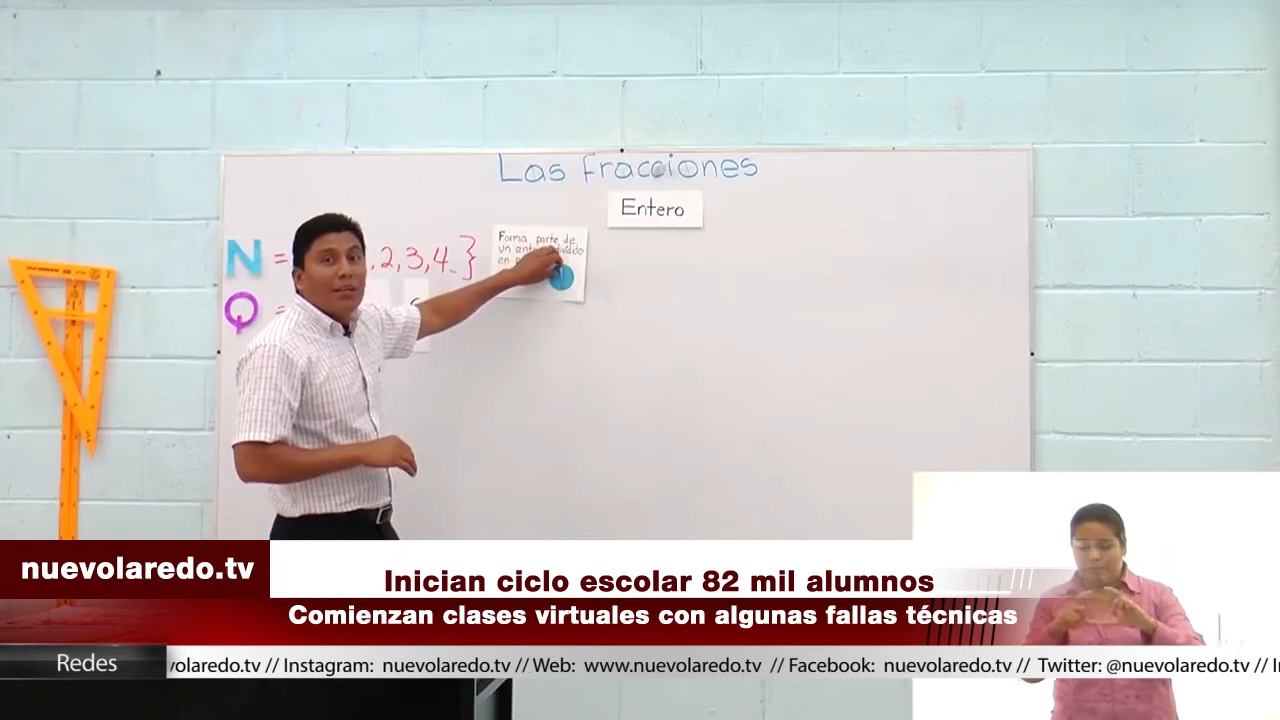 Las fracciones
Entero
Forma parte de
un dividido
en
N = , 2, 3, 4.. }
Q =
nuevolaredo.tv
Inician ciclo escolar 82 mil alumnos
Comienzan clases virtuales con algunas fallas técnicas
Redes
volaredo.tv // Instagram: nuevolaredo.tv // Web: www.nuevolaredo.tv // Facebook: nuevolaredo.tv // Twitter: @nuevolaredo.tv // I